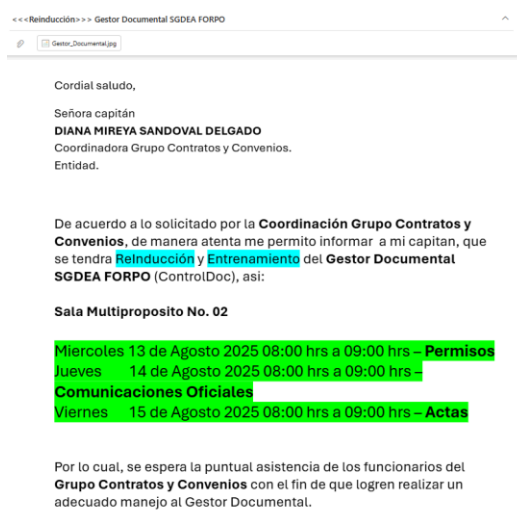 <<<Reinducción>>> Gestor Documental SGDEA FORPO
Gestor_Documental.jpg
Cordial saludo,
Señora capitán
DIANA MIREYA SANDOVAL DELGADO
Coordinadora Grupo Contratos y Convenios.
Entidad.
De acuerdo a lo solicitado por la Coordinación Grupo Contratos y
Convenios, de manera atenta me permito informar a mi capitan, que
se tendra ReInducción y Entrenamiento del Gestor Documental
SGDEA FORPO (ControlDoc), asi:
Sala Multiproposito No. 02
Miercoles 13 de Agosto 2025 08:00 hrs a 09:00 hrs – Permisos
Jueves 14 de Agosto 2025 08:00 hrs a 09:00 hrs –
Comunicaciones Oficiales
Viernes 15 de Agosto 2025 08:00 hrs a 09:00 hrs – Actas
Por lo cual, se espera la puntual asistencia de los funcionarios del
Grupo Contratos y Convenios con el fin de que logren realizar un
adecuado manejo al Gestor Documental.